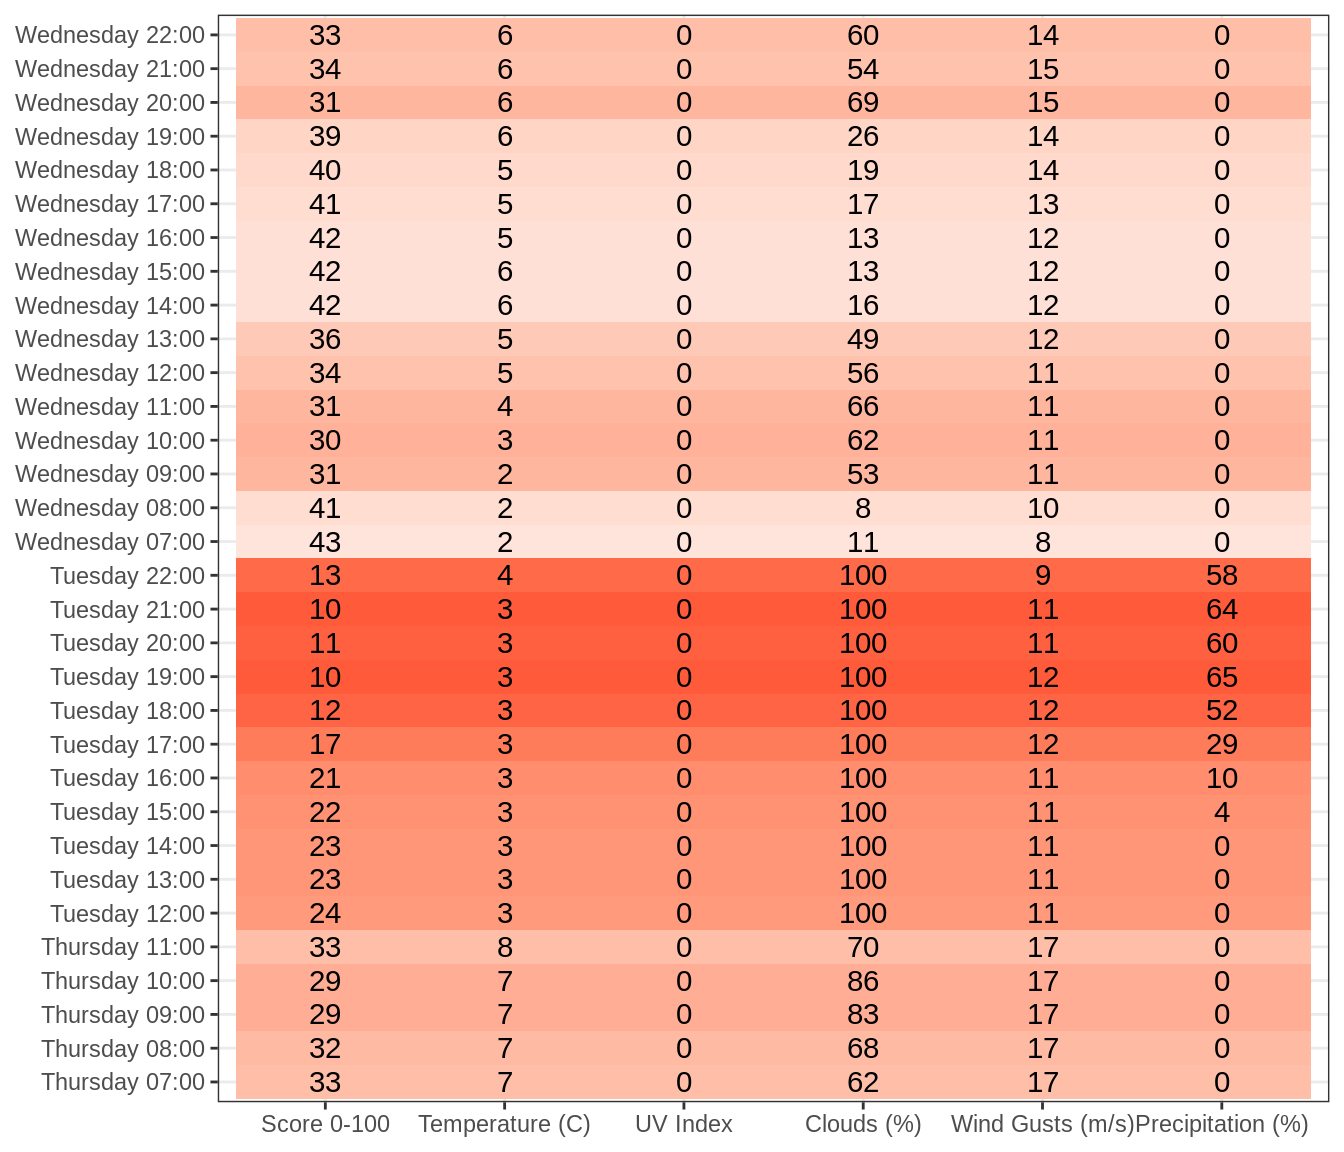 Wednesday 22:00 33 6 0 60 14 0
Wednesday 21:00 34 6 0 54 15 0
Wednesday 20:00 31 6 0 69 15 0
Wednesday 19:00 39 6 0 26 14 0
Wednesday 18:00 40 5 0 19 14 0
Wednesday 17:00 41 5 0 17 13 0
Wednesday 16:00 42 5 0 13 12 0
Wednesday 15:00 42 6 0 13 12 0
Wednesday 14:00 42 6 0 16 12 0
Wednesday 13:00 36 5 0 49 12 0
Wednesday 12:00 34 5 0 56 11 0
Wednesday 11:00 31 4 0 66 11 0
Wednesday 10:00 30 3 0 62 11 0
Wednesday 09:00 31 2 0 53 11 0
Wednesday 08:00 41 2 0 8 10 0
Wednesday 07:00 43 2 0 11 8 0
Tuesday 22:00 13 4 0 100 9 58
Tuesday 21:00 10 3 0 100 11 64
Tuesday 20:00 11 3 0 100 11 60
Tuesday 19:00 10 3 0 100 12 65
Tuesday 18:00 12 3 0 100 12 52
Tuesday 17:00 17 3 0 100 12 29
Tuesday 16:00 21 3 0 100 11 10
Tuesday 15:00 22 3 0 100 11 4
Tuesday 14:00 23 3 0 100 11 0
Tuesday 13:00 23 3 0 100 11 0
Tuesday 12:00 24 3 0 100 11 0
Thursday 11:00 33 8 0 70 17 0
Thursday 10:00 29 7 0 86 17 0
Thursday 09:00 29 7 0 83 17 0
Thursday 08:00 32 7 0 68 17 0
Thursday 07:00 33 7 0 62 17 0
Score 0-100 Temperature (C) UV Index Clouds (%) Wind Gusts (m/s) Precipitation (%)